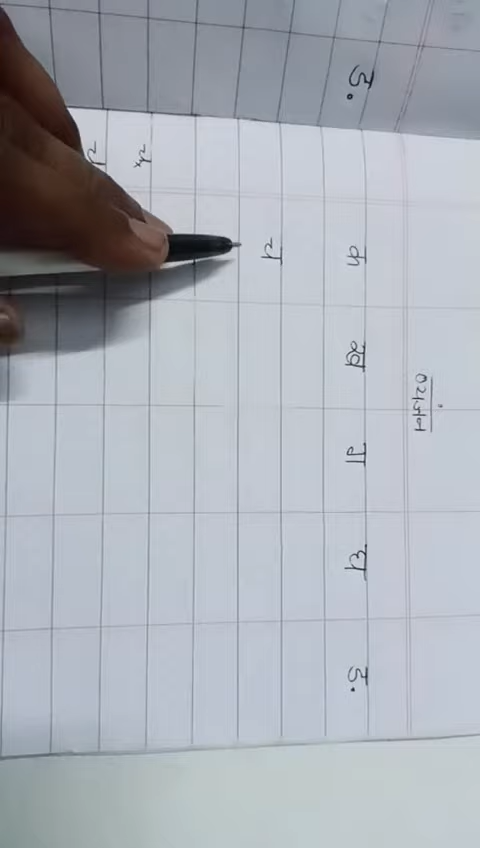 व्यंजन
ङ
क ख ग घ ङ
च